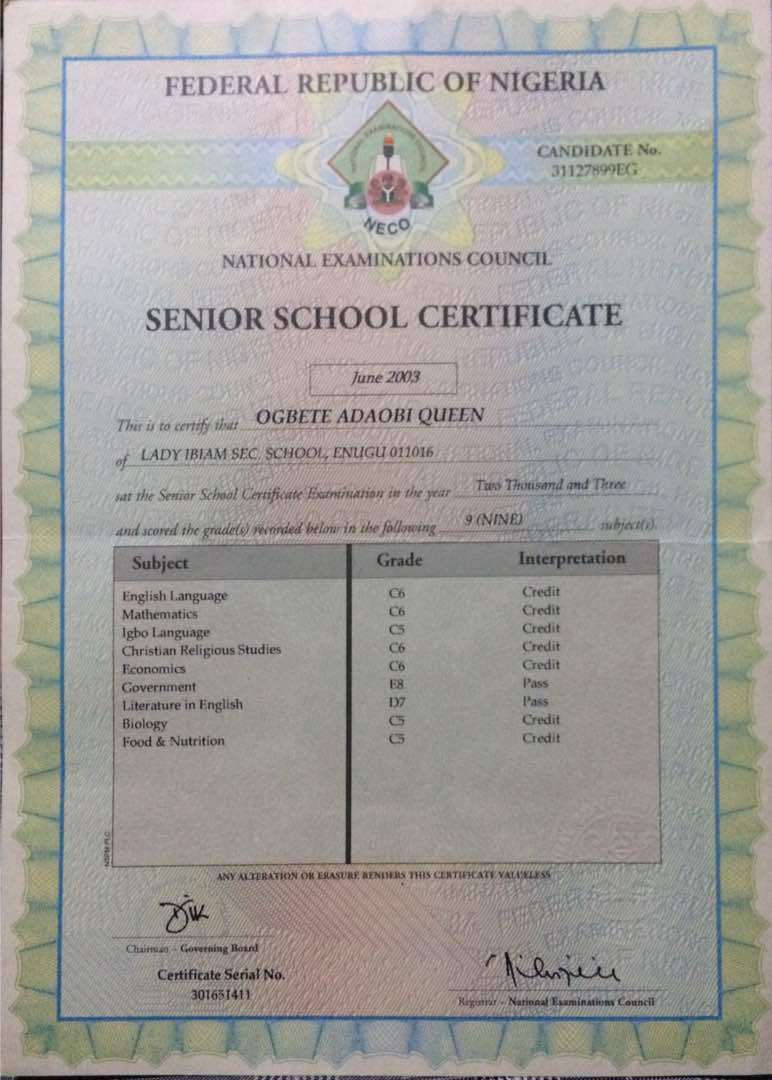 FEDERAL REPUBLIC OF NIGERIA
NATIONAL EXAMINATIONS COUNCIL
NECO
CANDIDATE No.
31127899EG
NATIONAL EXAMINATIONS COUNCIL
SENIOR SCHOOL CERTIFICATE
June 2003
This is to certify that OGBETE ADAOBI QUEEN
of LADY IBIAM SEC. SCHOOL, ENUGU 011016
sat the Senior School Certificate Examination in the year Two Thousand and Three
and scored the grade(s) recorded below in the following 9 (NINE) subject(s).
Subject Grade Interpretation
English Language C6 Credit
Mathematics C6 Credit
Igbo Language C5 Credit
Christian Religious Studies C6 Credit
Economics C6 Credit
Government E8 Pass
Literature in English D7 Pass
Biology C5 Credit
Food & Nutrition C5 Credit
NSPM PLC
ANY ALTERATION OR ERASURE RENDERS THIS CERTIFICATE VALUELESS
Chairman – Governing Board
Certificate Serial No.
301651411
Registrar – National Examinations Council